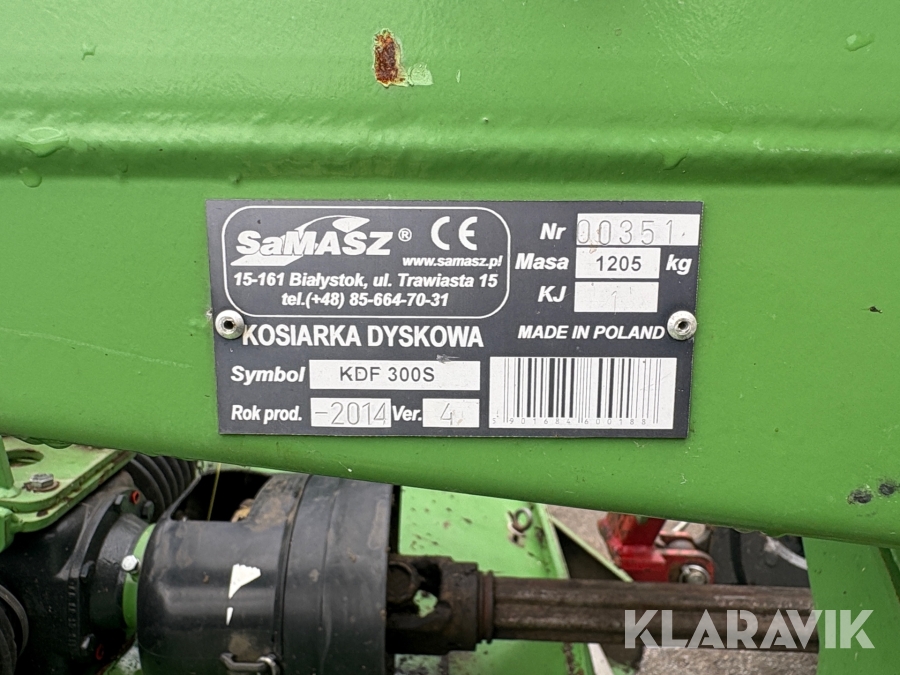 SaMASZ ® CE
www.samasz.pl
15-161 Białystok, ul. Trawiasta 15
tel.(+48) 85-664-70-31
Nr 00351
Masa 1205 kg
KJ 1
KOSIARKA DYSKOWA MADE IN POLAND
Symbol KDF 300S
Rok prod. -2014 Ver. 4
5901684600188
KLARAVIK